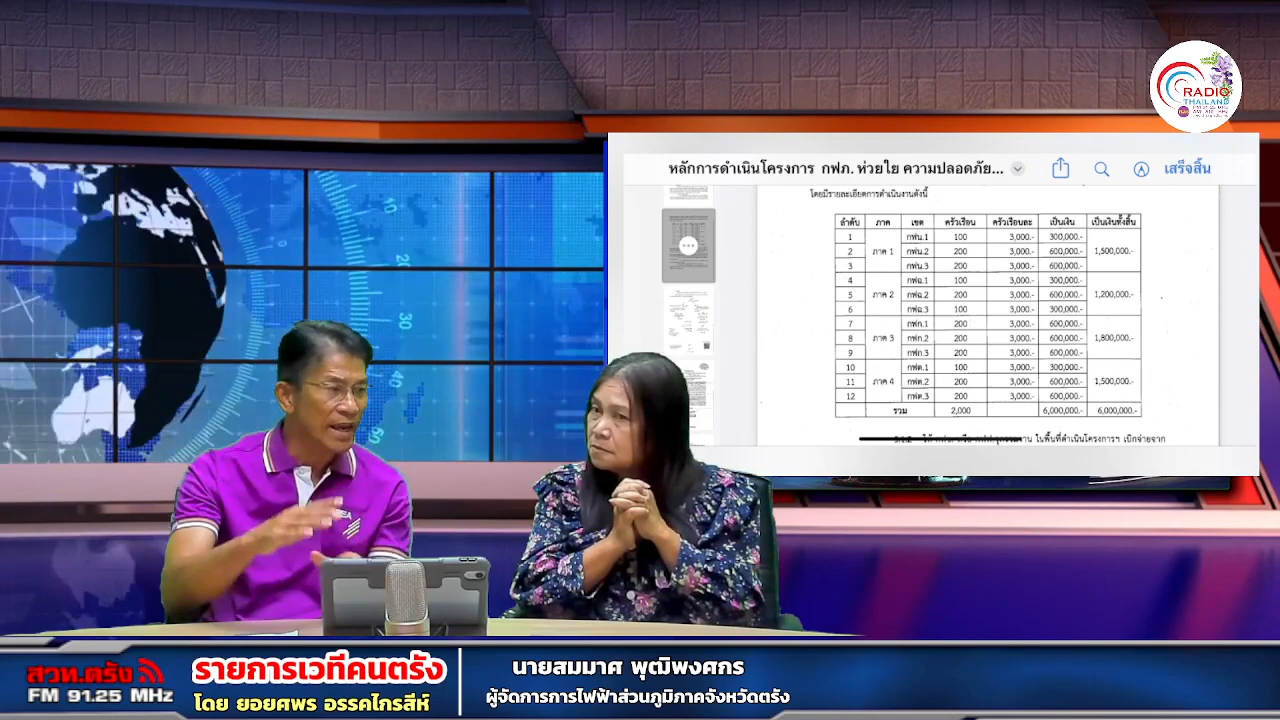 RADIO
THAILAND
หลักการดำเนินโครงการ กฟภ. ห่วงใย ความปลอดภัย...
เสร็จสิ้น
โดยมีรายละเอียดการดำเนินงานดังนี้
ลำดับ ภาค เขต ครัวเรือน ครัวเรือนละ เป็นเงิน เป็นเงินทั้งสิ้น
1 ภาค 1 กฟน.1 100 3,000.- 300,000.- 1,500,000.-
2 กฟน.2 200 3,000.- 600,000.-
3 กฟน.3 200 3,000.- 600,000.-
4 ภาค 2 กฟฉ.1 100 3,000.- 300,000.- 1,200,000.-
5 กฟฉ.2 200 3,000.- 600,000.-
6 กฟฉ.3 100 3,000.- 300,000.-
7 ภาค 3 กฟก.1 200 3,000.- 600,000.- 1,800,000.-
8 กฟก.2 200 3,000.- 600,000.-
9 กฟก.3 200 3,000.- 600,000.-
10 ภาค 4 กฟต.1 100 3,000.- 300,000.- 1,500,000.-
11 กฟต.2 200 3,000.- 600,000.-
12 กฟต.3 200 3,000.- 600,000.-
รวม 2,000 6,000,000.- 6,000,000.-
ในพื้นที่ดำเนินโครงการฯ เบิกจ่ายจาก
10
0
20
30
40
50
สวท.ตรัง
FM 91.25 MHz
รายการเวทีคนตรัง
โดย ยอยศพร อรรคไกรสีห์
นายสมมาศ พุฒิพงศกร
ผู้จัดการการไฟฟ้าส่วนภูมิภาคจังหวัดตรัง